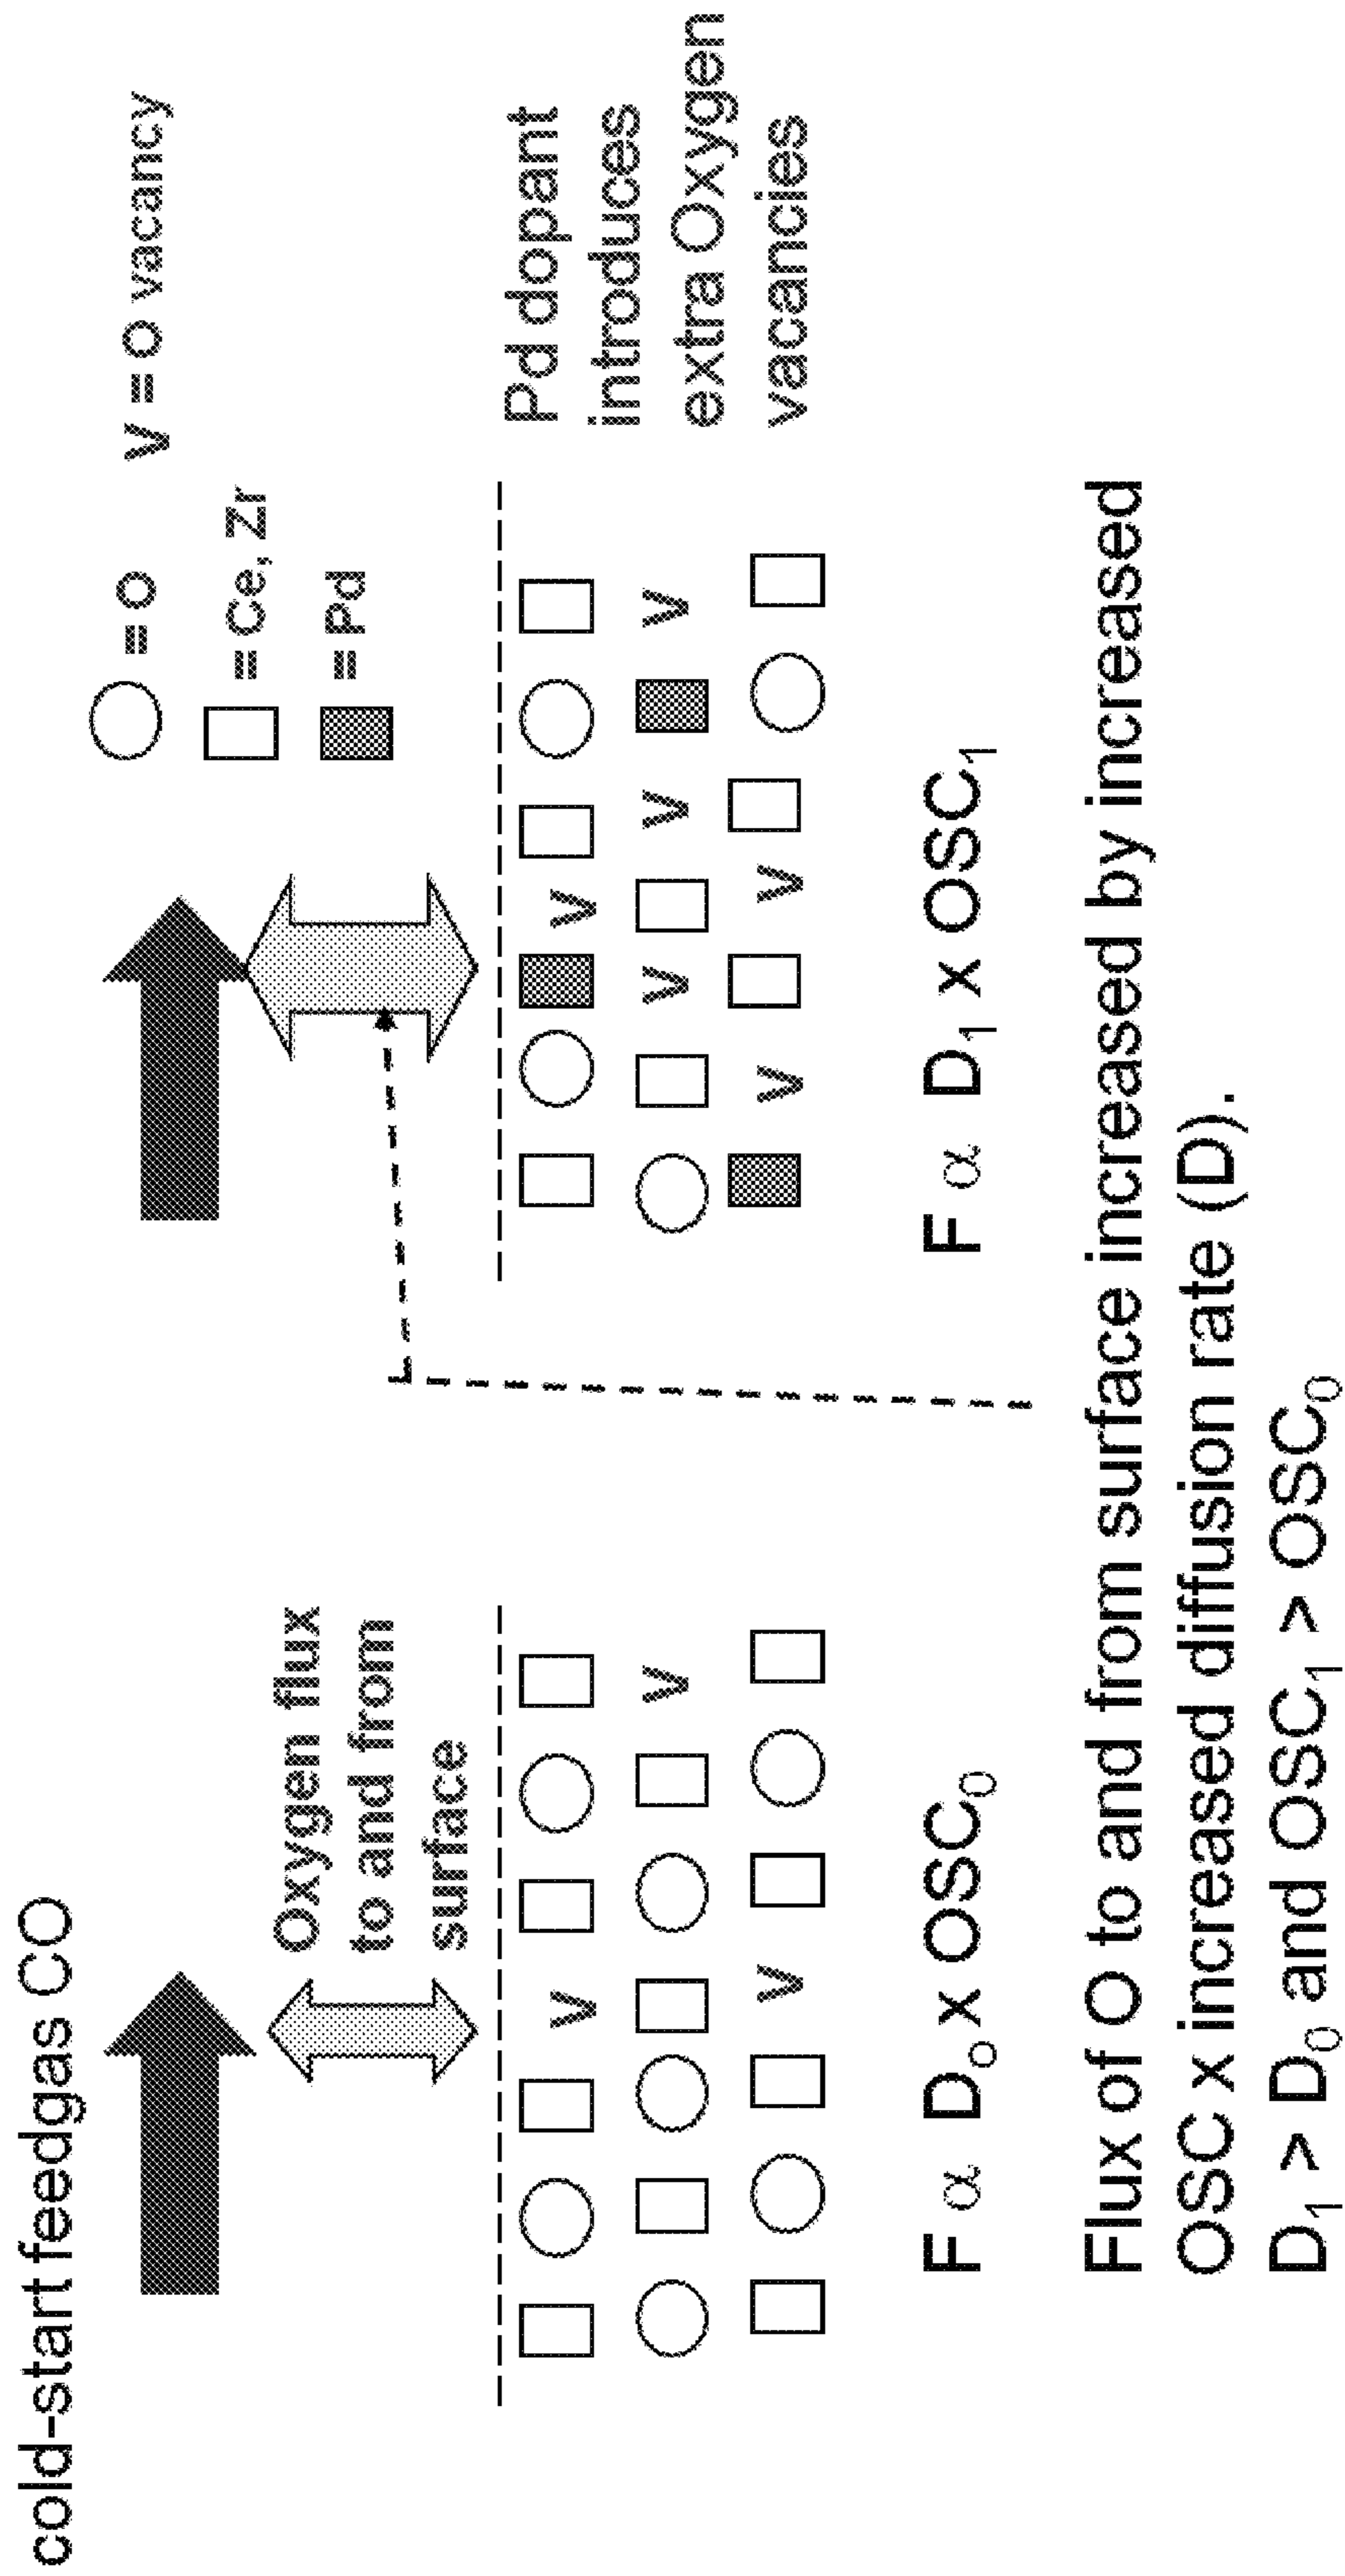 cold-start feedgas CO
Oxygen flux
to and from
surface
= O
V = O vacancy
= Ce, Zr
= Pd
V
V
V
V
V
V
V
V
V
V
Pd dopant
introduces
extra Oxygen
vacancies
F α Do x OSC0
F α D1 x OSC1
Flux of O to and from surface increased by increased
OSC x increased diffusion rate (D).
D1 > D0 and OSC1 > OSC0